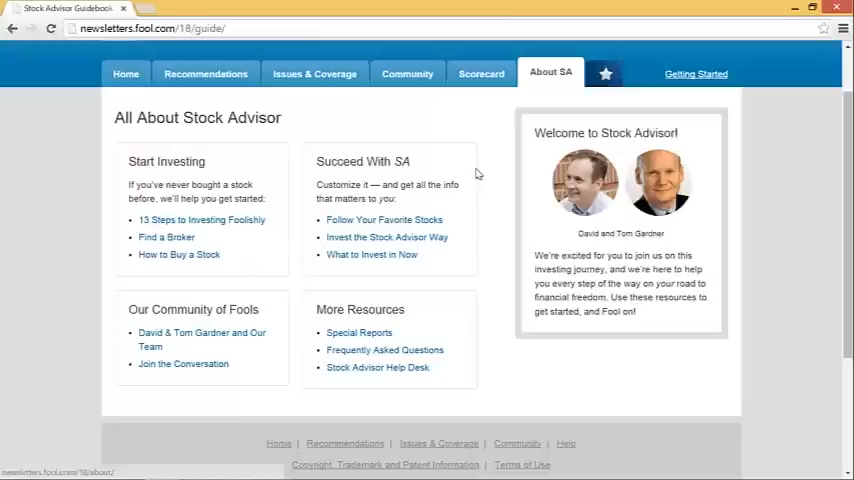 Stock Advisor Guidebook
newsletters.fool.com/18/guide/
Home
Recommendations
Issues & Coverage
Community
Scorecard
About SA
Getting Started
All About Stock Advisor
Start Investing
If you've never bought a stock
before, we'll help you get started:
• 13 Steps to Investing Foolishly
• Find a Broker
• How to Buy a Stock
Succeed With SA
Customize it — and get all the info
that matters to you:
• Follow Your Favorite Stocks
• Invest the Stock Advisor Way
• What to Invest in Now
Our Community of Fools
• David & Tom Gardner and Our
Team
• Join the Conversation
More Resources
• Special Reports
• Frequently Asked Questions
• Stock Advisor Help Desk
Welcome to Stock Advisor!
David and Tom Gardner
We're excited for you to join us on this
investing journey, and we're here to help
you every step of the way on your road to
financial freedom. Use these resources to
get started, and Fool on!
Home | Recommendations | Issues & Coverage | Community | Help
Copyright, Trademark and Patent Information | Terms of Use
newsletters.fool.com/18/about/